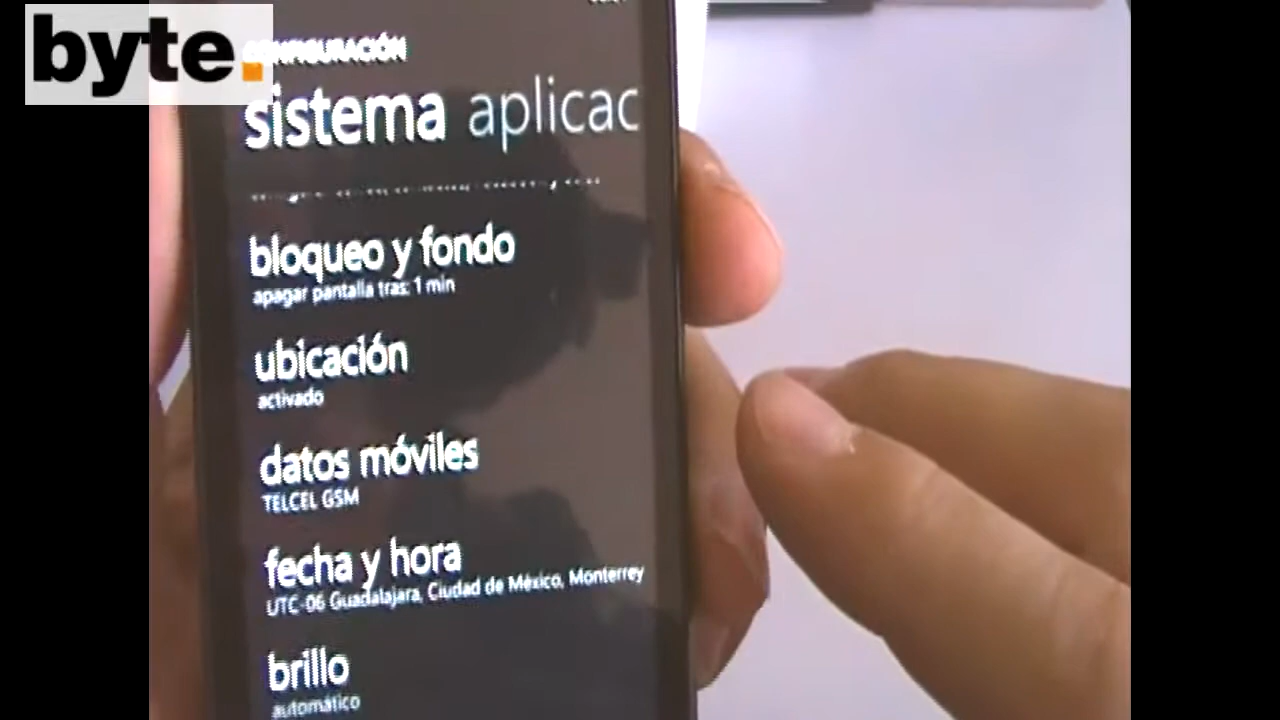 byte.
CONFIGURACIÓN
sistema aplicac
bloqueo y fondo
apagar pantalla tras: 1 min
ubicación
activado
datos móviles
TELCEL GSM
fecha y hora
UTC-06 Guadalajara, Ciudad de México, Monterrey
brillo
automático